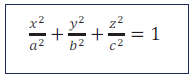 x²/a² + y²/b² + z²/c² = 1